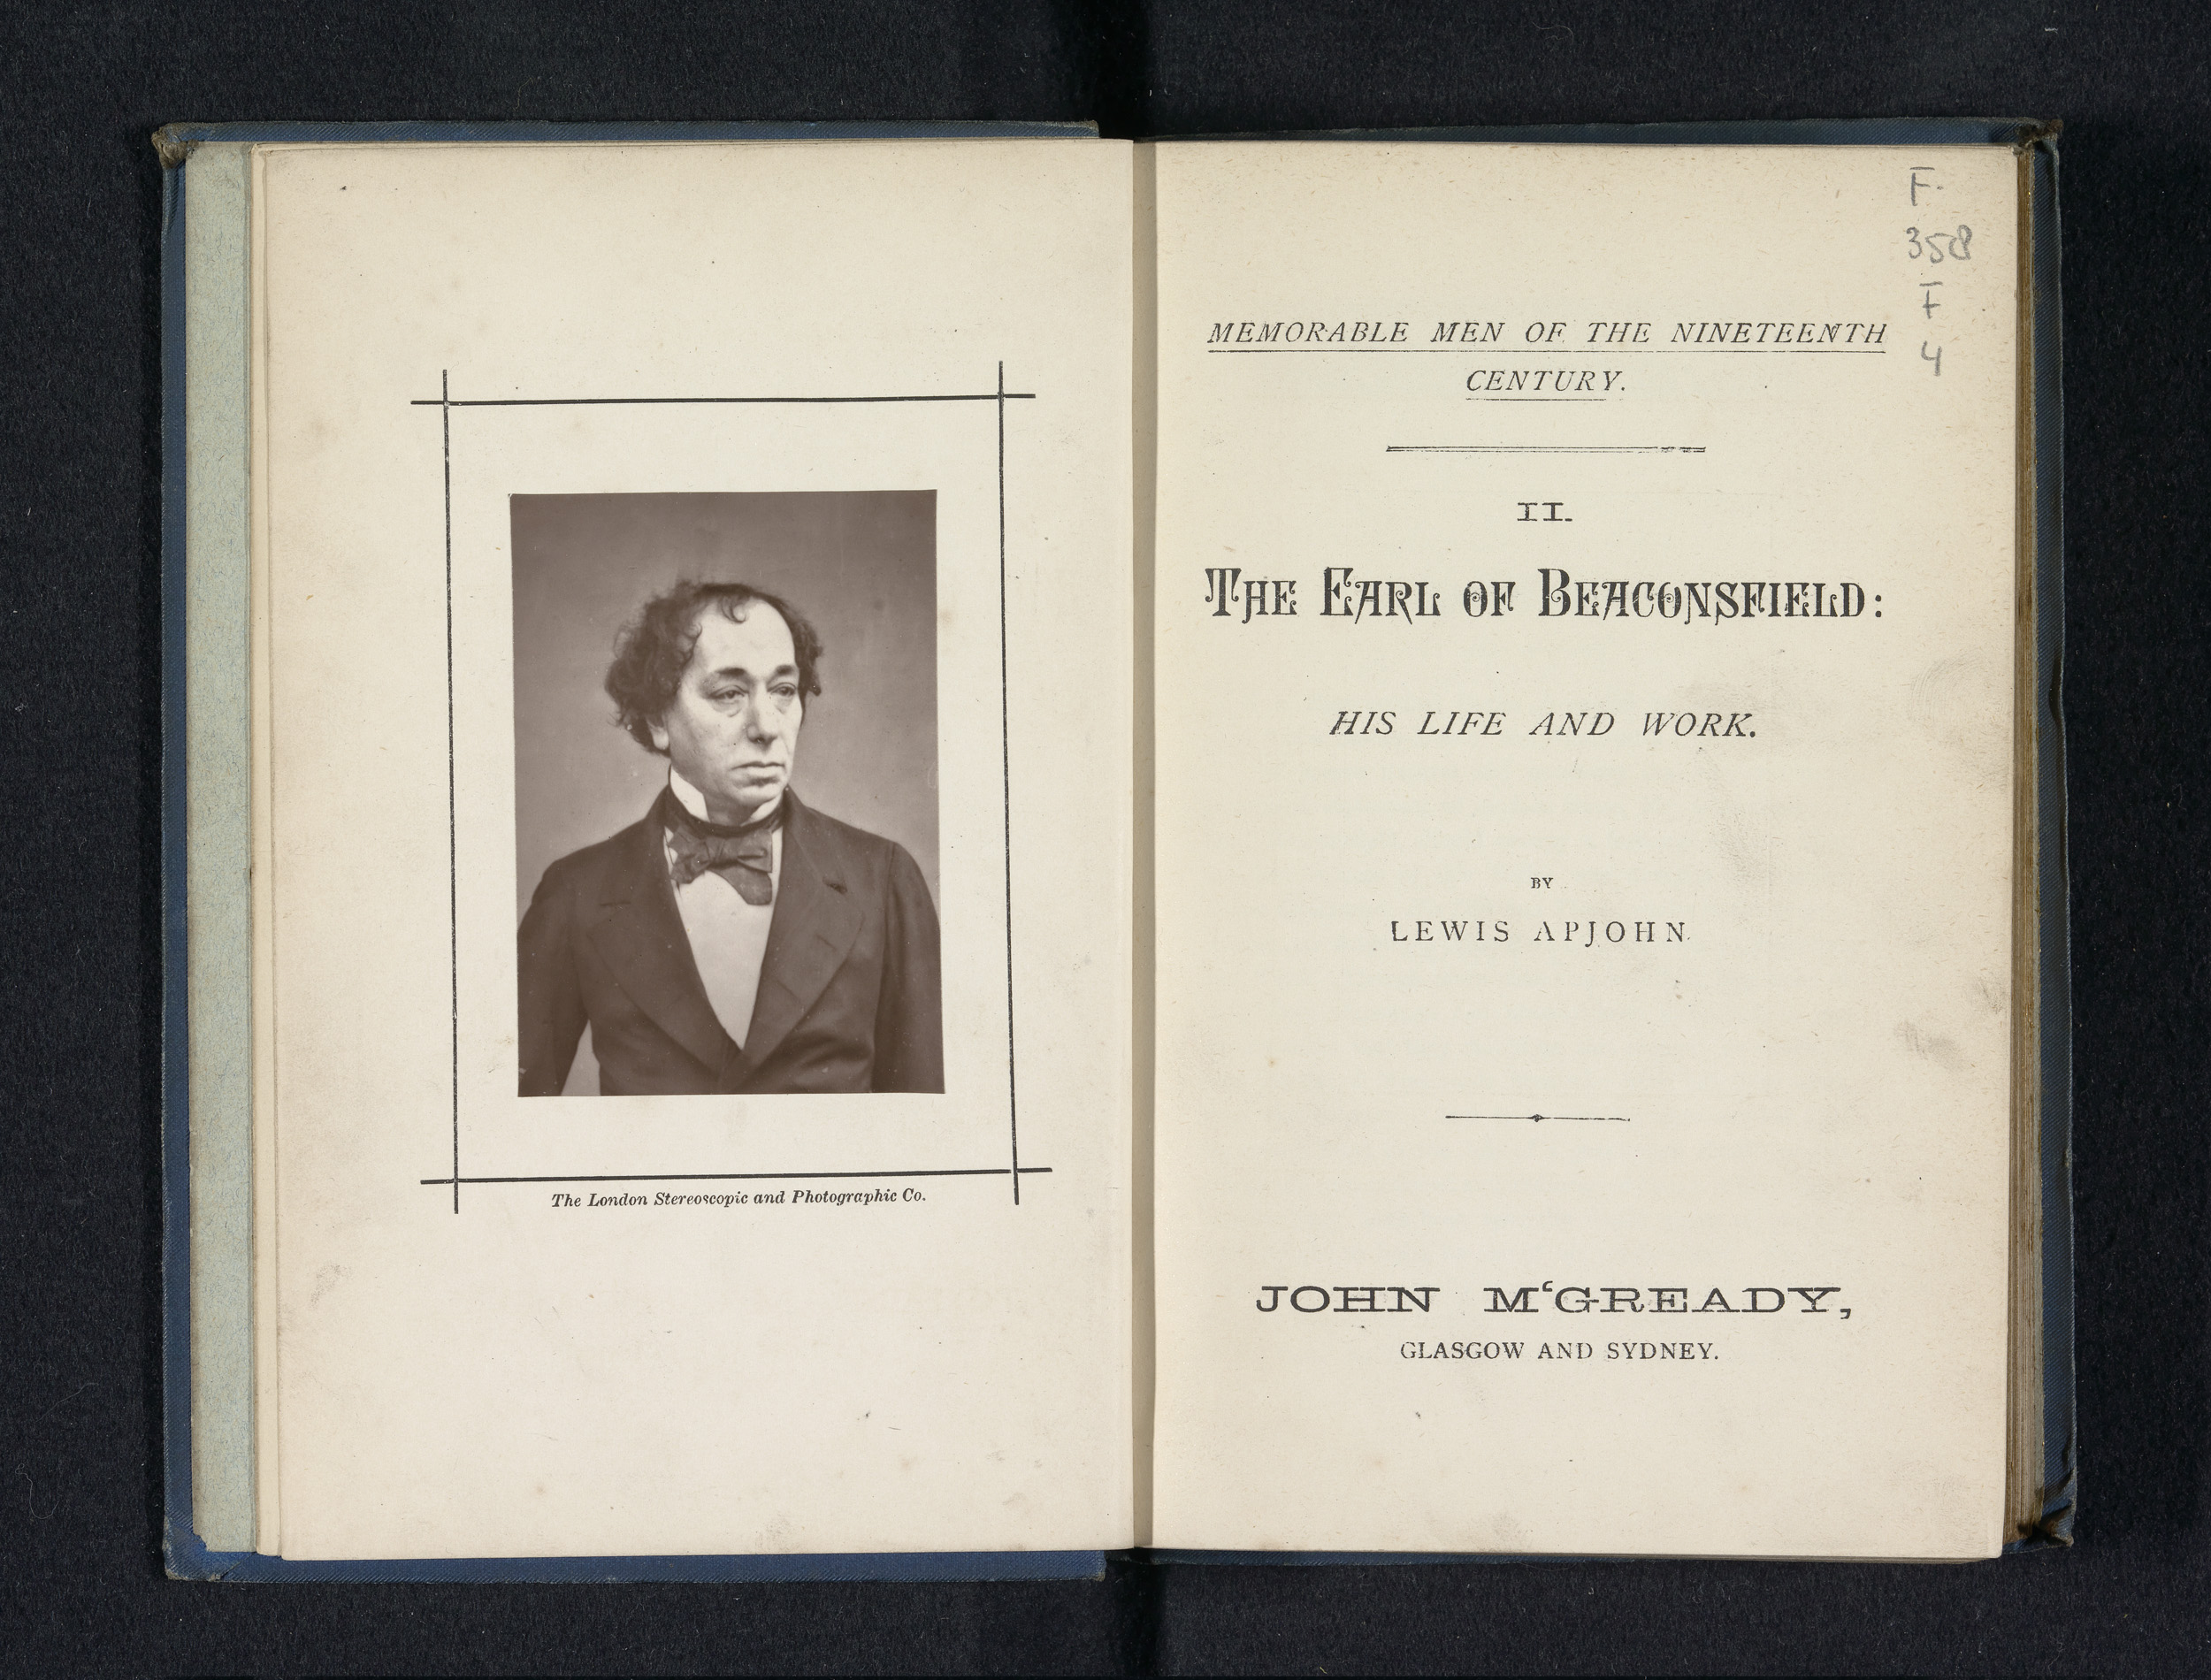 The London Stereoscopic and Photographic Co.
F.
358
F
4
MEMORABLE MEN OF THE NINETEENTH
CENTURY.
II.
THE EARL OF BEACONSFIELD:
HIS LIFE AND WORK.
BY
LEWIS APJOHN.
JOHN M‘GREADY,
GLASGOW AND SYDNEY.